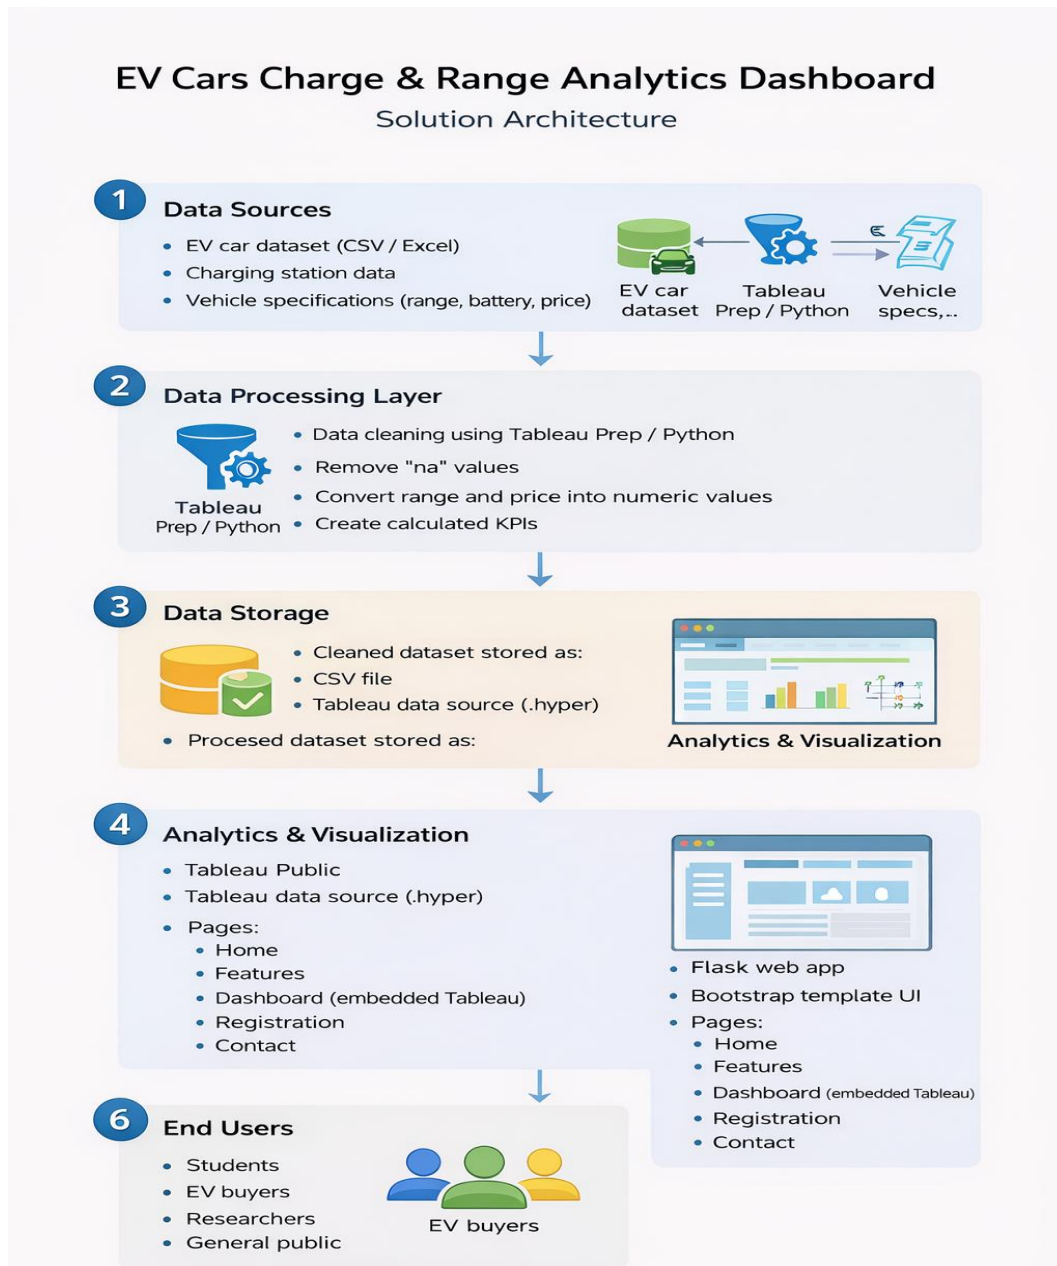 EV Cars Charge & Range Analytics Dashboard
Solution Architecture
1
Data Sources
• EV car dataset (CSV / Excel)
• Charging station data
• Vehicle specifications (range, battery, price)
EV car
dataset
Tableau
Prep / Python
€
Vehicle
specs,...
2
Data Processing Layer
Tableau
Prep / Python
• Data cleaning using Tableau Prep / Python
• Remove "na" values
• Convert range and price into numeric values
• Create calculated KPIs
3
Data Storage
• Cleaned dataset stored as:
• CSV file
• Tableau data source (.hyper)
• Procesed dataset stored as:
Analytics & Visualization
4
Analytics & Visualization
• Tableau Public
• Tableau data source (.hyper)
• Pages:
• Home
• Features
• Dashboard (embedded Tableau)
• Registration
• Contact
• Flask web app
• Bootstrap template UI
• Pages:
• Home
• Features
• Dashboard (embedded Tableau)
• Registration
• Contact
6
End Users
• Students
• EV buyers
• Researchers
• General public
EV buyers